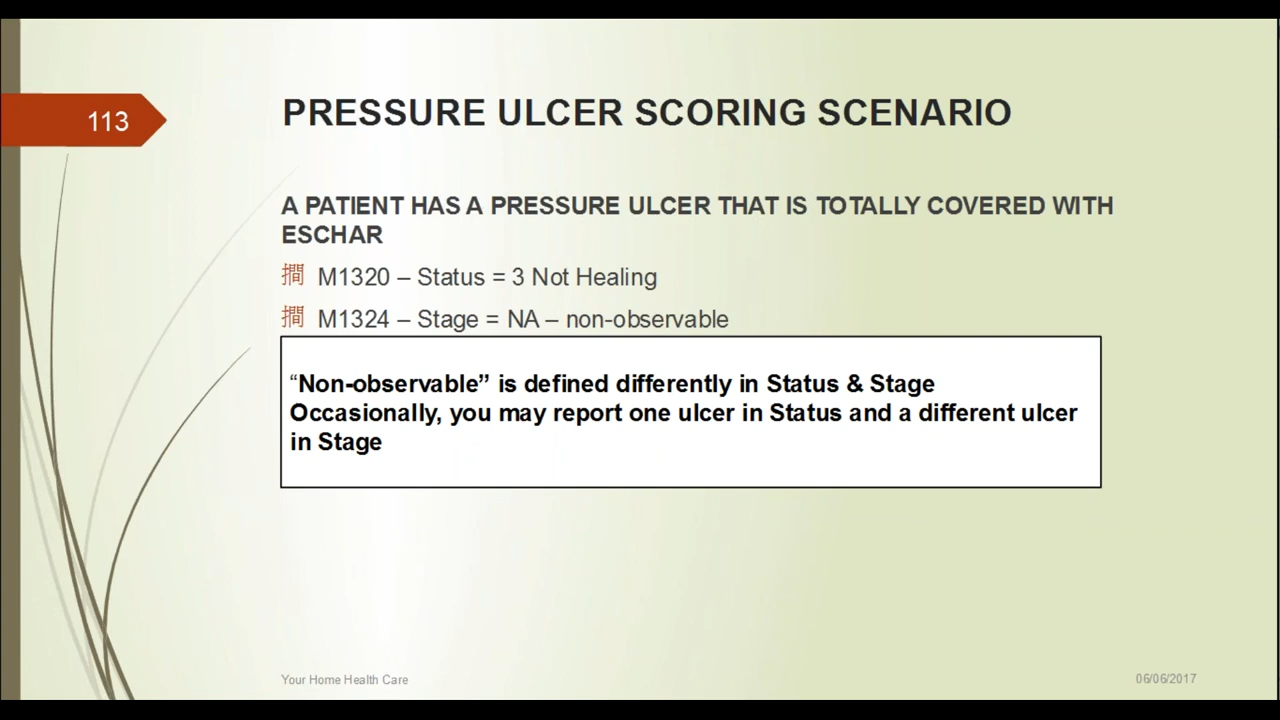 113
PRESSURE ULCER SCORING SCENARIO
A PATIENT HAS A PRESSURE ULCER THAT IS TOTALLY COVERED WITH
ESCHAR
擱 M1320 – Status = 3 Not Healing
擱 M1324 – Stage = NA – non-observable
“Non-observable” is defined differently in Status & Stage
Occasionally, you may report one ulcer in Status and a different ulcer
in Stage
Your Home Health Care
06/06/2017